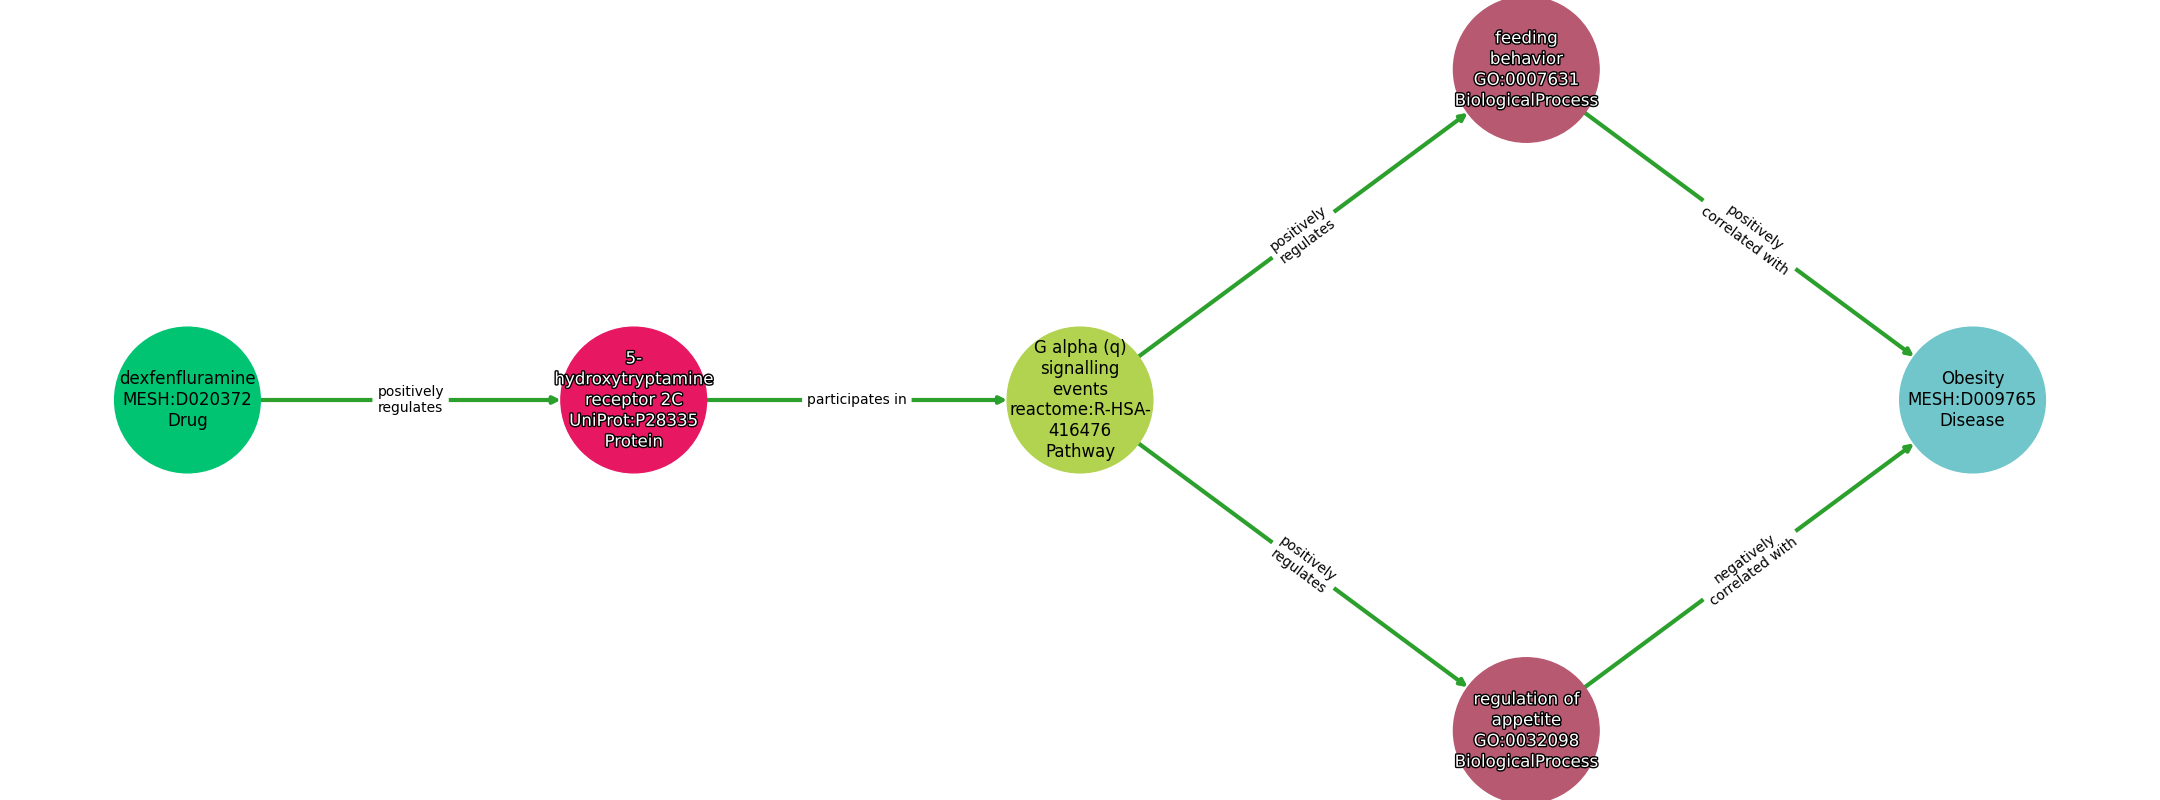 feeding
behavior
GO:0007631
BiologicalProcess
positively
regulates
positively
correlated with
dexfenfluramine
MESH:D020372
Drug
positively
regulates
5-
hydroxytryptamine
receptor 2C
UniProt:P28335
Protein
participates in
G alpha (q)
signalling
events
reactome:R-HSA-
416476
Pathway
Obesity
MESH:D009765
Disease
positively
regulates
negatively
correlated with
regulation of
appetite
GO:0032098
BiologicalProcess